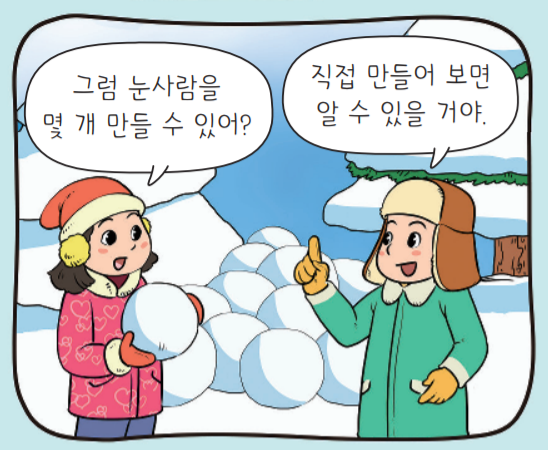 그럼 눈사람을
몇 개 만들 수 있어?
직접 만들어 보면
알 수 있을 거야.